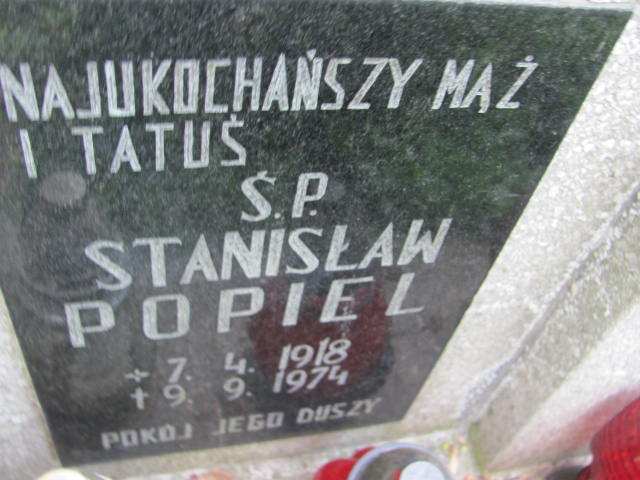 NAJUKOCHAŃSZY MĄŻ
I TATUŚ
Ś.P.
STANISŁAW
POPIEL
÷ 7. 4. 1918
† 9. 9. 1974
POKÓJ JEGO DUSZY